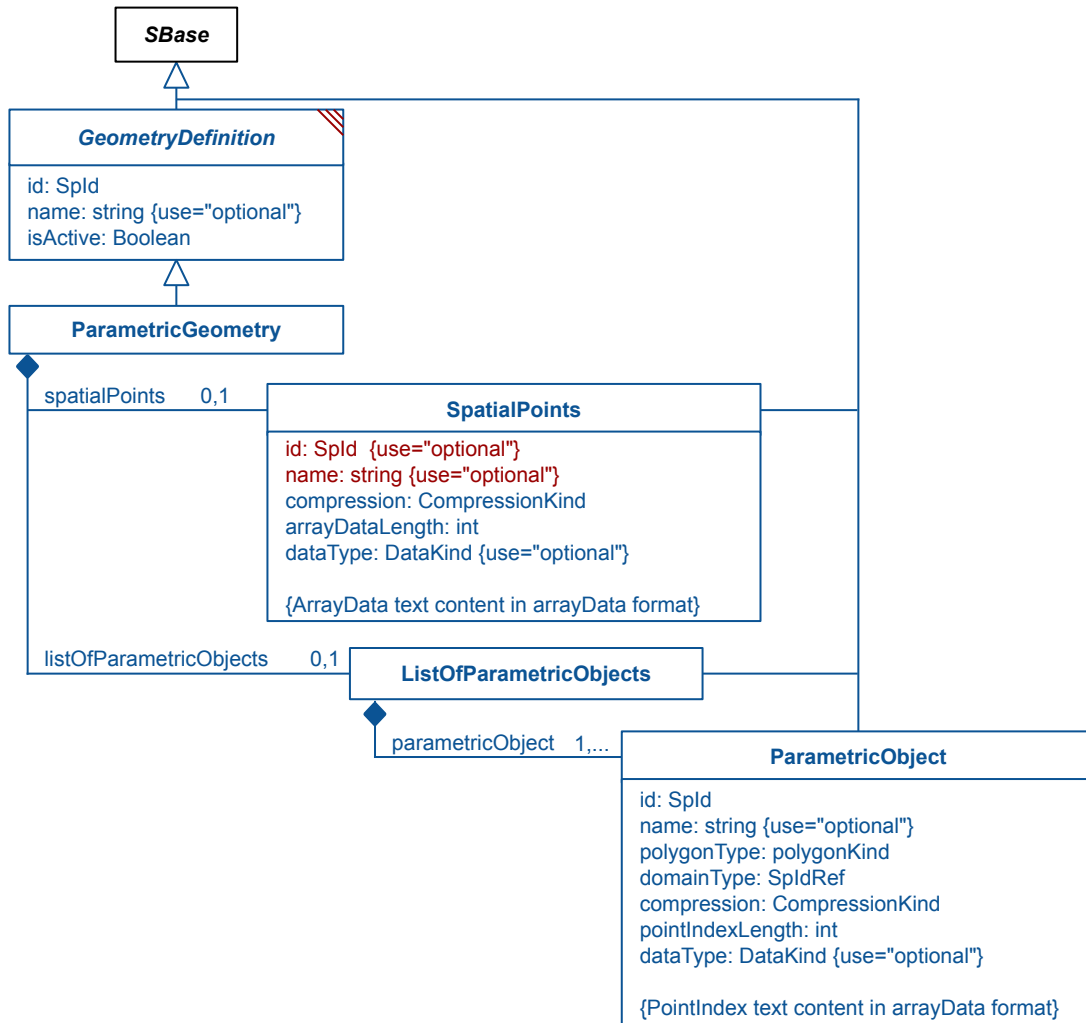 SBase
GeometryDefinition
id: SpId
name: string {use="optional"}
isActive: Boolean
ParametricGeometry
spatialPoints 0,1
SpatialPoints
id: SpId {use="optional"}
name: string {use="optional"}
compression: CompressionKind
arrayDataLength: int
dataType: DataKind {use="optional"}
{ArrayData text content in arrayData format}
listOfParametricObjects 0,1
ListOfParametricObjects
parametricObject 1,...
ParametricObject
id: SpId
name: string {use="optional"}
polygonType: polygonKind
domainType: SpIdRef
compression: CompressionKind
pointIndexLength: int
dataType: DataKind {use="optional"}
{PointIndex text content in arrayData format}